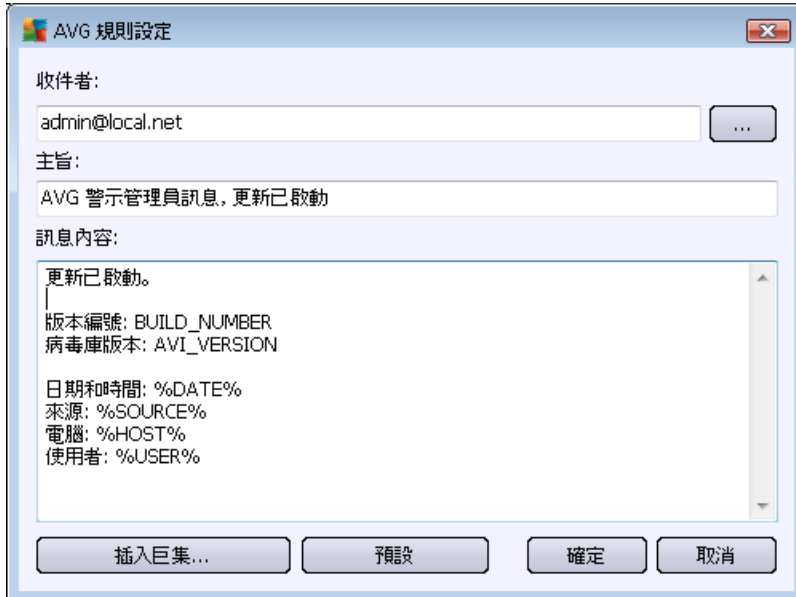 AVG 規則設定
收件者:
admin@local.net
...
主旨:
AVG 警示管理員訊息, 更新已啟動
訊息內容:
更新已啟動。
版本編號: BUILD_NUMBER
病毒庫版本: AVI_VERSION
日期和時間: %DATE%
來源: %SOURCE%
電腦: %HOST%
使用者: %USER%
插入巨集... 預設 確定 取消